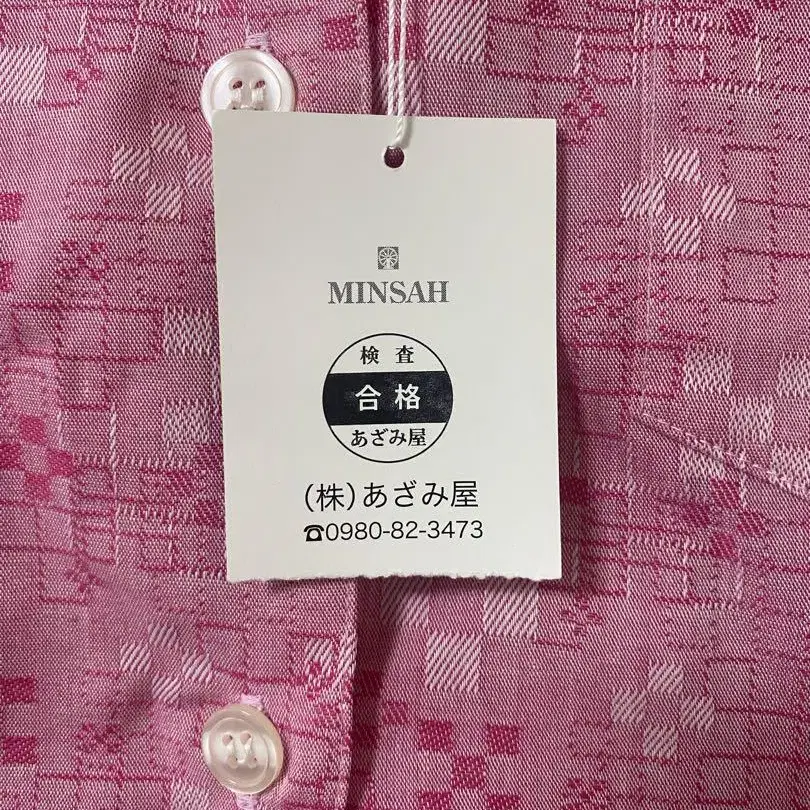 MINSAH
検査
合格
あざみ屋
(株)あざみ屋
☎0980-82-3473